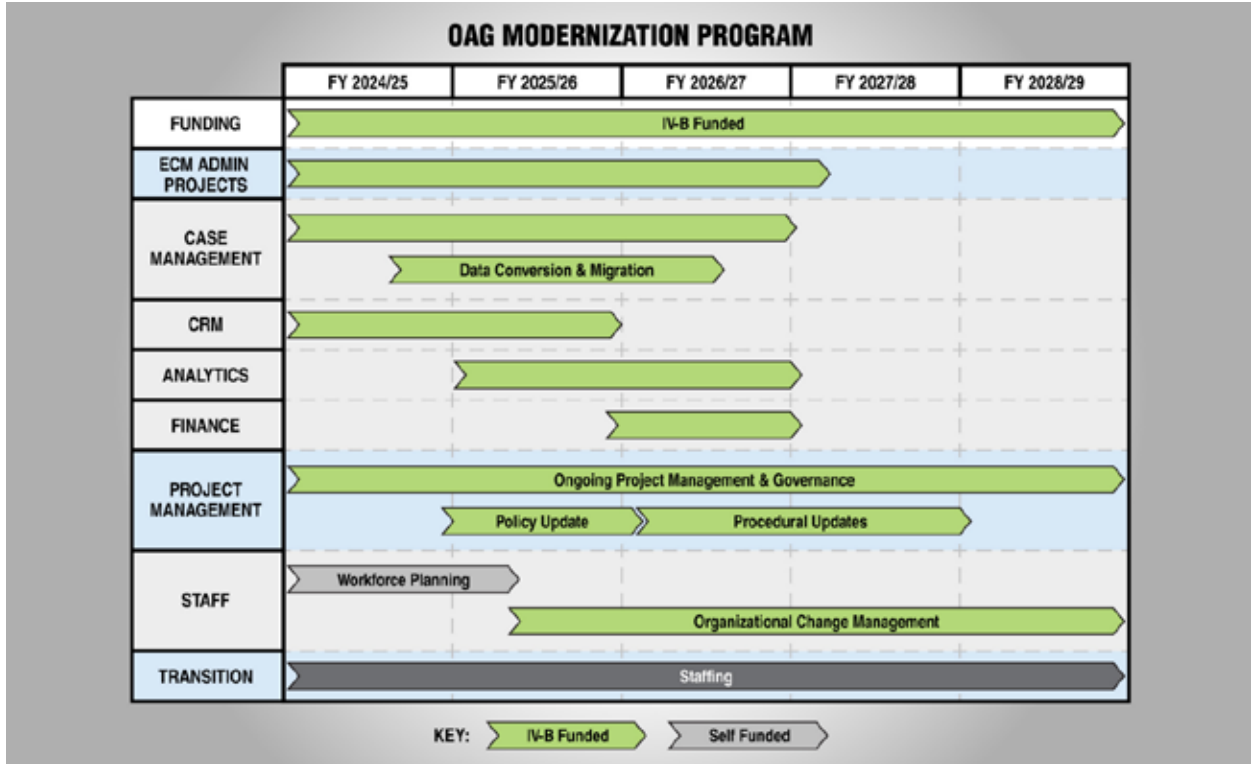 OAG MODERNIZATION PROGRAM
FY 2024/25 FY 2025/26 FY 2026/27 FY 2027/28 FY 2028/29
FUNDING IV-B Funded
ECM ADMIN
PROJECTS
CASE
MANAGEMENT
Data Conversion & Migration
CRM
ANALYTICS
FINANCE
PROJECT
MANAGEMENT
Ongoing Project Management & Governance
Policy Update Procedural Updates
STAFF
Workforce Planning
Organizational Change Management
TRANSITION Staffing
KEY: IV-B Funded Self Funded